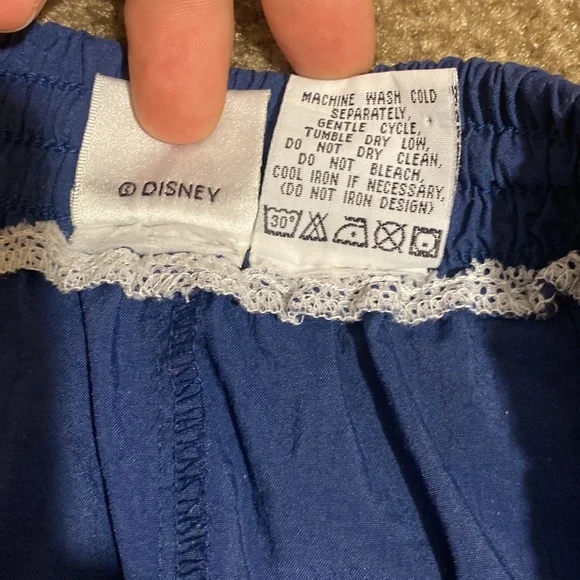 © DISNEY
MACHINE WASH COLD
SEPARATELY,
GENTLE CYCLE,
TUMBLE DRY LOW,
DO NOT DRY CLEAN,
DO NOT BLEACH,
COOL IRON IF NECESSARY,
(DO NOT IRON DESIGN)
30°